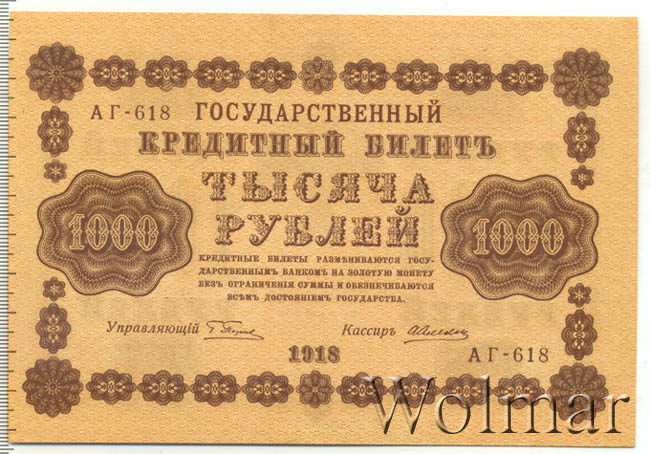 АГ-618 ГОСУДАРСТВЕННЫЙ
КРЕДИТНЫЙ БИЛЕТЪ
ТЫСЯЧА
РУБЛЕЙ
1000 1000
КРЕДИТНЫЕ БИЛЕТЫ РАЗМѢНИВАЮТСЯ ГОСУ-
ДАРСТВЕННЫМЪ БАНКОМЪ НА ЗОЛОТУЮ МОНЕТУ
БЕЗЪ ОГРАНИЧЕНІЯ СУММЫ И ОБЕЗПЕЧИВАЮТСЯ
ВСѢМЪ ДОСТОЯНІЕМЪ ГОСУДАРСТВА.
Управляющій Кассиръ
1918 АГ-618
Wolmar